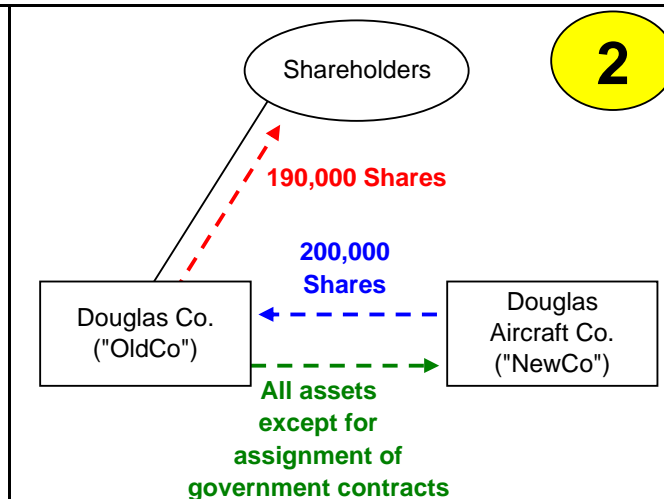 Shareholders
2
190,000 Shares
200,000
Shares
Douglas Co.
("OldCo")
Douglas
Aircraft Co.
("NewCo")
All assets
except for
assignment of
government contracts